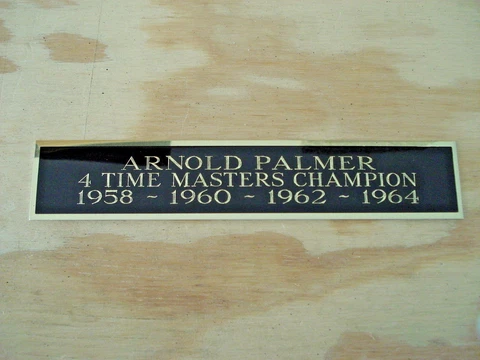 ARNOLD PALMER
4 TIME MASTERS CHAMPION
1958 ~ 1960 ~ 1962 ~ 1964